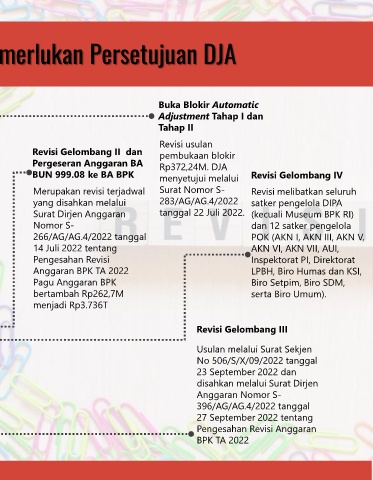 merlukan Persetujuan DJA
Buka Blokir Automatic
Adjustment Tahap I dan
Tahap II
Revisi usulan
pembukaan blokir
Rp372,24M. DJA
menyetujui melalui
Surat Nomor S-
283/AG/AG.4/2022
tanggal 22 Juli 2022.
Revisi Gelombang II dan
Pergeseran Anggaran BA
BUN 999.08 ke BA BPK
Merupakan revisi terjadwal
yang disahkan melalui
Surat Dirjen Anggaran
Nomor S-
266/AG/AG.4/2022 tanggal
14 Juli 2022 tentang
Pengesahan Revisi
Anggaran BPK TA 2022
Pagu Anggaran BPK
bertambah Rp262,7M
menjadi Rp3.736T
Revisi Gelombang IV
Revisi melibatkan seluruh
satker pengelola DIPA
(kecuali Museum BPK RI)
dan 12 satker pengelola
POK (AKN I, AKN III, AKN V,
AKN VI, AKN VII, AUI,
Inspektorat PI, Direktorat
LPBH, Biro Humas dan KSI,
Biro Setpim, Biro SDM,
serta Biro Umum).
Revisi Gelombang III
Usulan melalui Surat Sekjen
No 506/S/X/09/2022 tanggal
23 September 2022 dan
disahkan melalui Surat Dirjen
Anggaran Nomor S-
396/AG/AG.4/2022 tanggal
27 September 2022 tentang
Pengesahan Revisi Anggaran
BPK TA 2022
REVISI